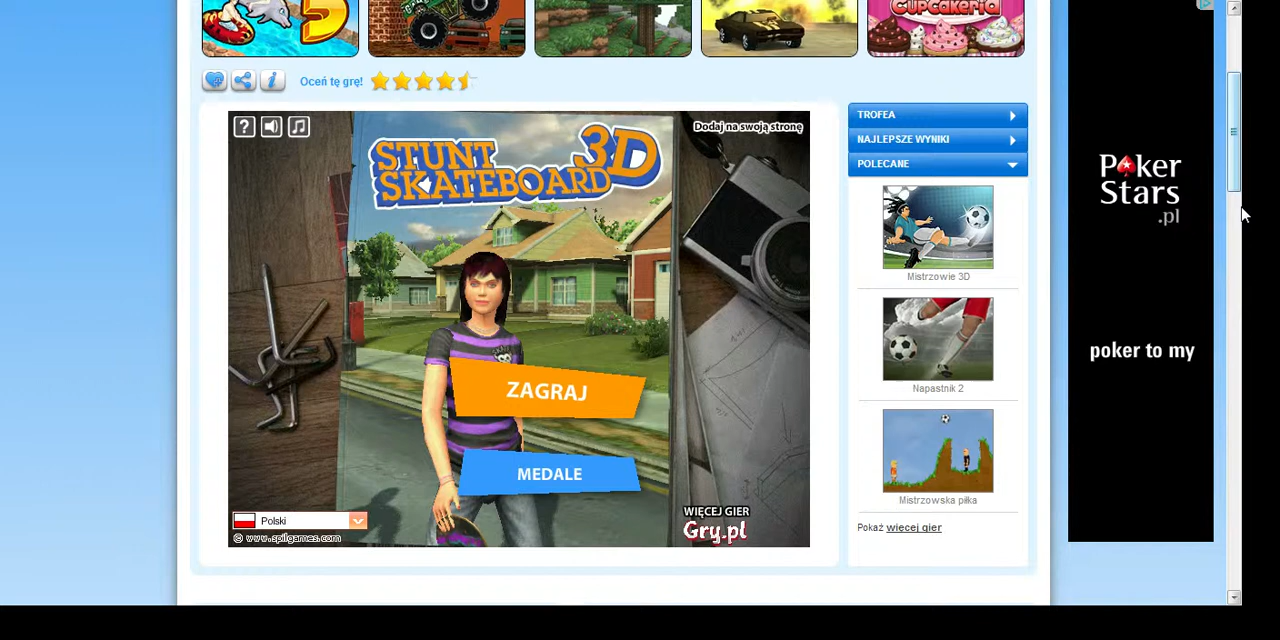 Cupcakeria
Oceń tę grę!
?
Dodaj na swoją stronę
STUNT
SKATEBOARD 3D
ZAGRAJ
MEDALE
Polski
© www.spilgames.com
WIĘCEJ GIER
Gry.pl
TROFEA
NAJLEPSZE WYNIKI
POLECANE
Mistrzowie 3D
Napastnik 2
Mistrzowska piłka
Pokaż wiecej gier
PokerStars.pl
poker to my